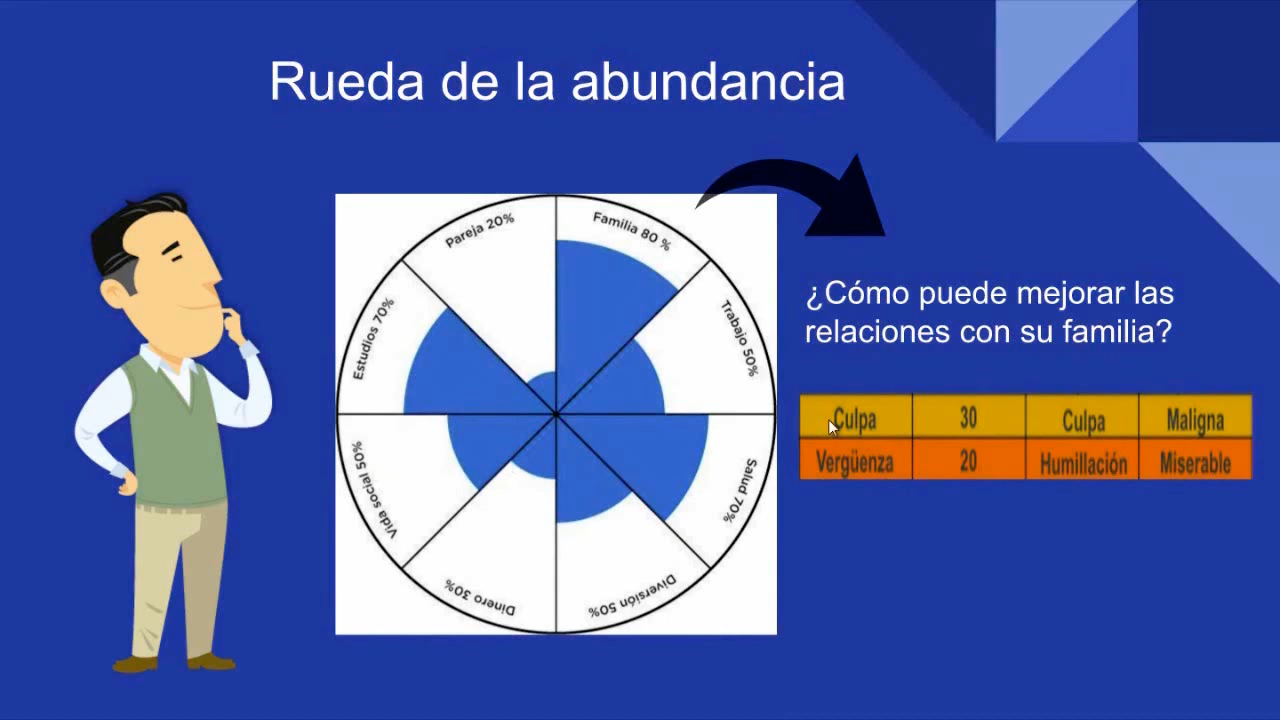 Rueda de la abundancia
Pareja 20%
Familia 80 %
Trabajo 50%
Salud 70%
Diversión 50%
Dinero 30%
Vida social 50%
Estudios 70%
¿Cómo puede mejorar las
relaciones con su familia?
Culpa 30 Culpa Maligna
Vergüenza 20 Humillación Miserable